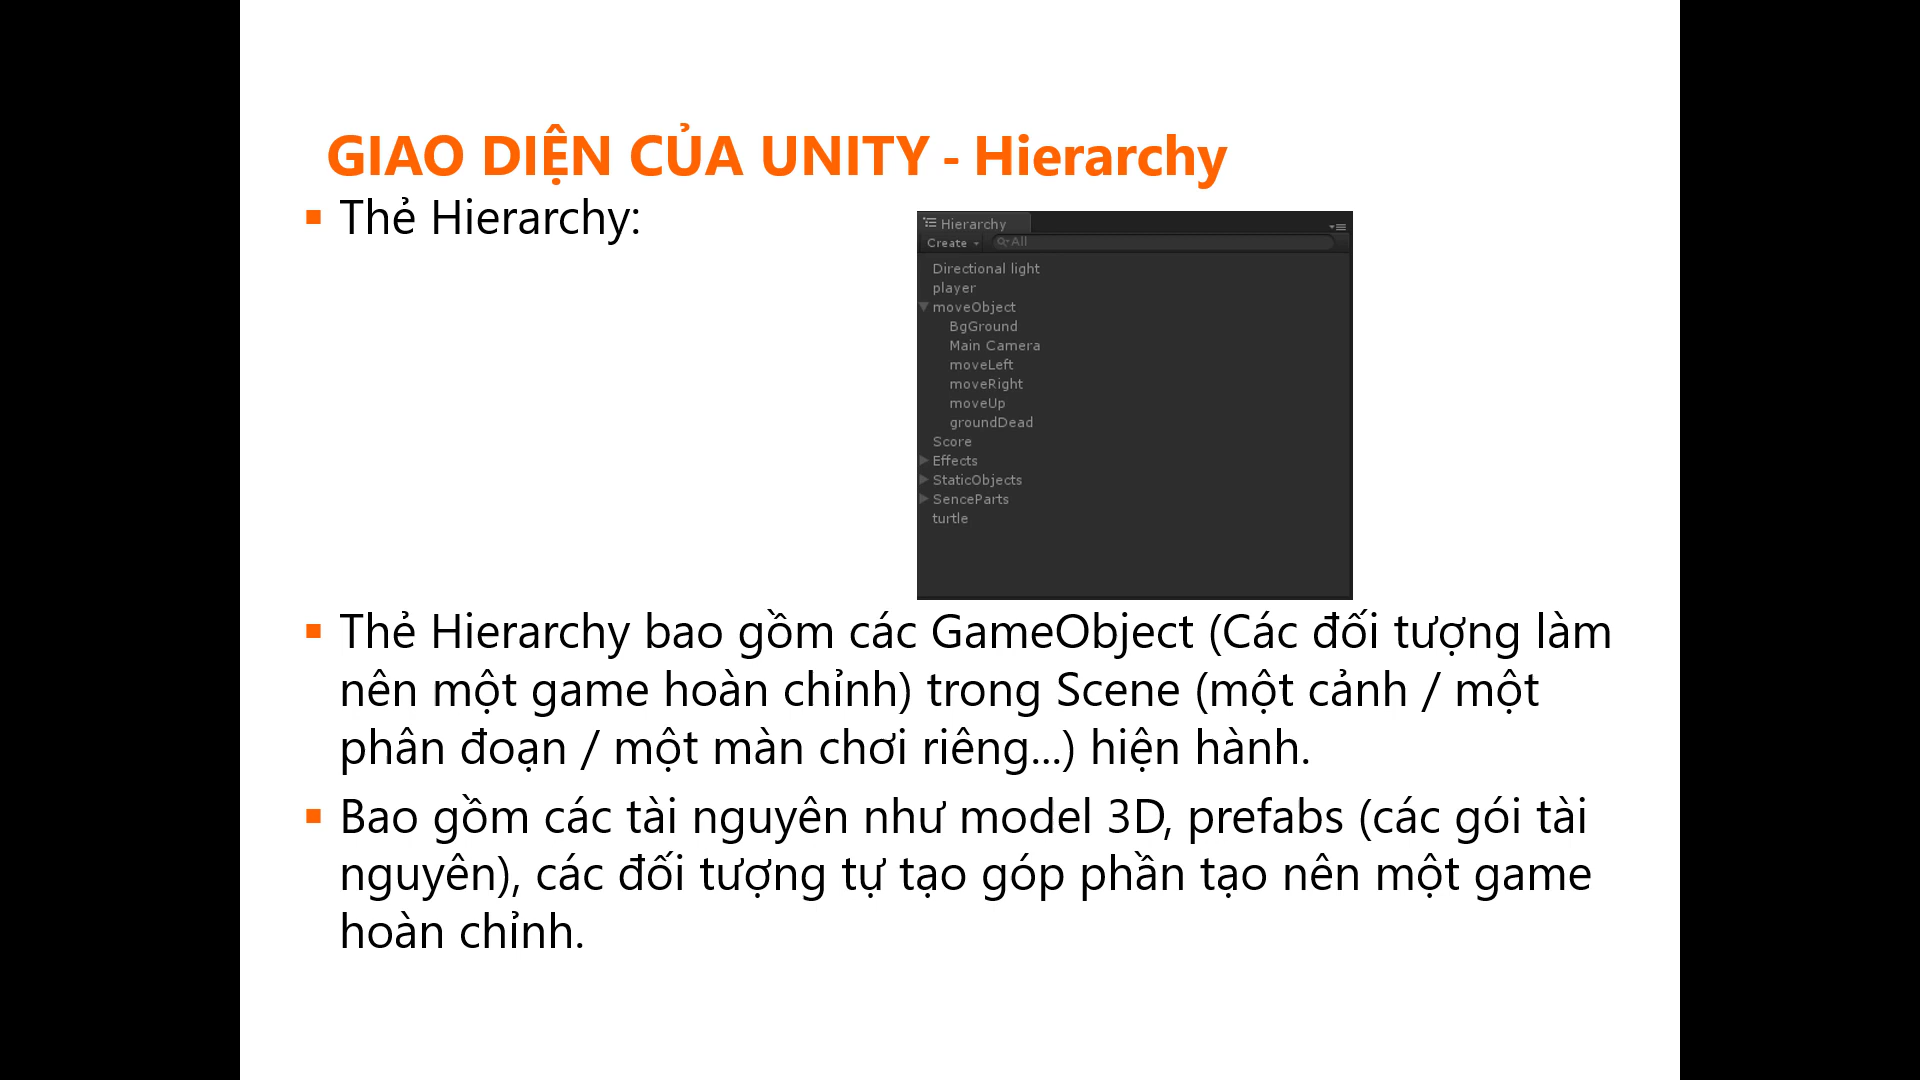 GIAO DIỆN CỦA UNITY - Hierarchy
Thẻ Hierarchy:
Hierarchy
Create
All
Directional light
player
moveObject
BgGround
Main Camera
moveLeft
moveRight
moveUp
groundDead
Score
Effects
StaticObjects
SenceParts
turtle
Thẻ Hierarchy bao gồm các GameObject (Các đối tượng làm
nên một game hoàn chỉnh) trong Scene (một cảnh / một
phân đoạn / một màn chơi riêng...) hiện hành.
Bao gồm các tài nguyên như model 3D, prefabs (các gói tài
nguyên), các đối tượng tự tạo góp phần tạo nên một game
hoàn chỉnh.